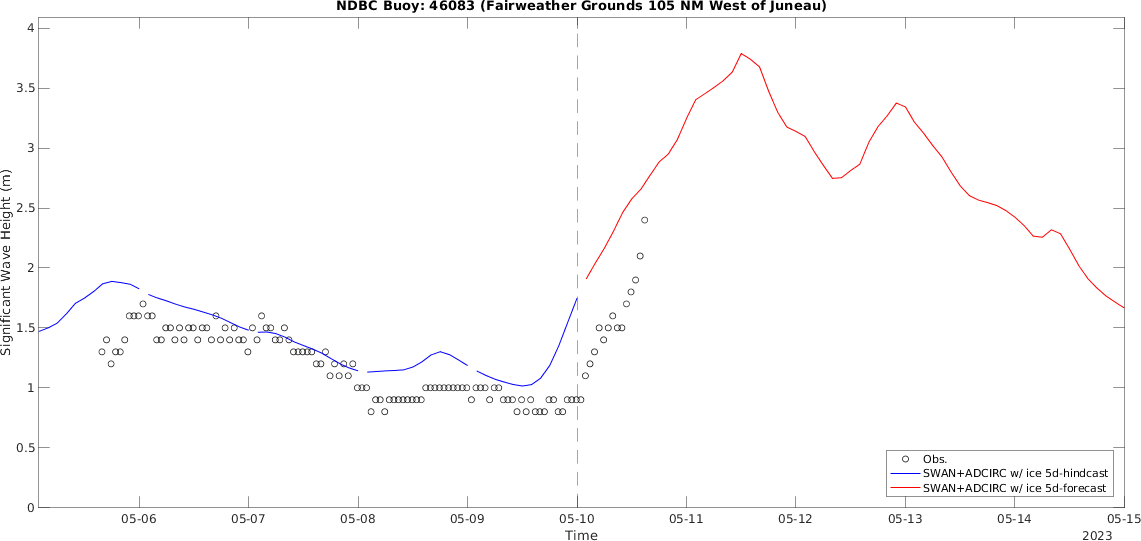 NDBC Buoy: 46083 (Fairweather Grounds 105 NM West of Juneau)
Significant Wave Height (m)
4
3.5
3
2.5
2
1.5
1
0.5
0
Obs.
SWAN+ADCIRC w/ ice 5d-hindcast
SWAN+ADCIRC w/ ice 5d-forecast
05-06 05-07 05-08 05-09 05-10 05-11 05-12 05-13 05-14 05-15
Time
2023